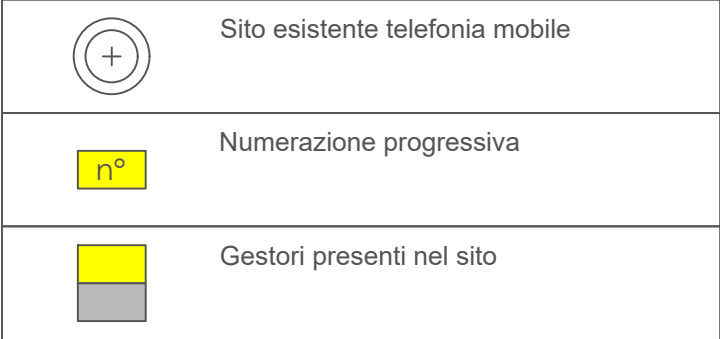 Sito esistente telefonia mobile
Numerazione progressiva
n°
Gestori presenti nel sito